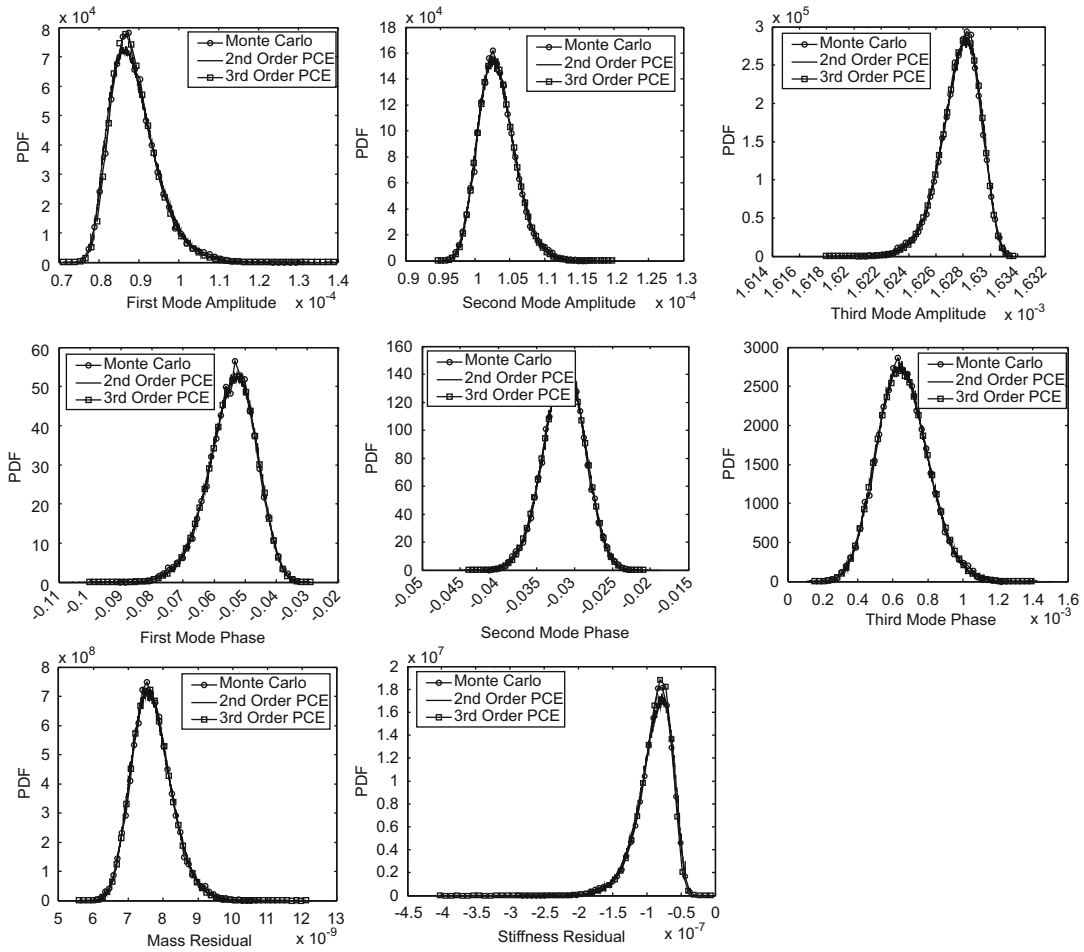 x 10^4
8
7
6
5
4
3
2
1
0
PDF
Monte Carlo
2nd Order PCE
3rd Order PCE
0.7 0.8 0.9 1 1.1 1.2 1.3 1.4
First Mode Amplitude x 10^-4
x 10^4
18
16
14
12
10
8
6
4
2
0
PDF
Monte Carlo
2nd Order PCE
3rd Order PCE
0.9 0.95 1 1.05 1.1 1.15 1.2 1.25 1.3
Second Mode Amplitude x 10^-4
x 10^5
3
2.5
2
1.5
1
0.5
0
PDF
Monte Carlo
2nd Order PCE
3rd Order PCE
1.614 1.616 1.618 1.62 1.622 1.624 1.626 1.628 1.63 1.634 1.632
Third Mode Amplitude x 10^-3
60
50
40
30
20
10
0
PDF
Monte Carlo
2nd Order PCE
3rd Order PCE
-0.11 -0.1 -0.09 -0.08 -0.07 -0.06 -0.05 -0.04 -0.03 -0.02
First Mode Phase
160
140
120
100
80
60
40
20
0
PDF
Monte Carlo
2nd Order PCE
3rd Order PCE
-0.05 -0.045 -0.04 -0.035 -0.03 -0.025 -0.02 -0.015
Second Mode Phase
3000
2500
2000
1500
1000
500
0
PDF
Monte Carlo
2nd Order PCE
3rd Order PCE
0 0.2 0.4 0.6 0.8 1 1.2 1.4 1.6
Third Mode Phase x 10^-3
x 10^8
8
7
6
5
4
3
2
1
0
PDF
Monte Carlo
2nd Order PCE
3rd Order PCE
5 6 7 8 9 10 11 12 13
Mass Residual x 10^-9
x 10^7
2
1.8
1.6
1.4
1.2
1
0.8
0.6
0.4
0.2
0
PDF
Monte Carlo
2nd Order PCE
3rd Order PCE
-4.5 -4 -3.5 -3 -2.5 -2 -1.5 -1 -0.5 0
Stiffness Residual x 10^-7